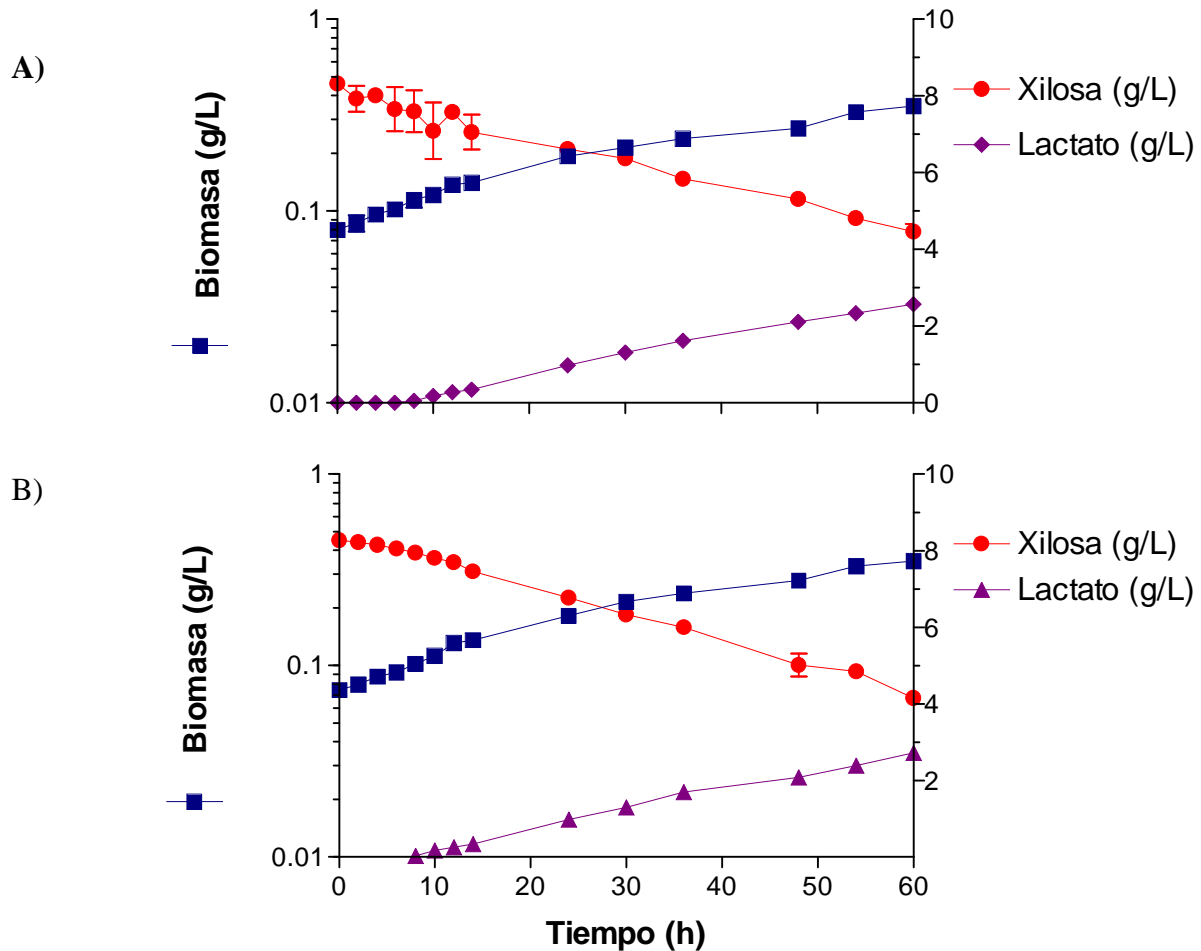 A)
Biomasa (g/L)
1
0.1
0.01
10
8
6
4
2
0
Xilosa (g/L)
Lactato (g/L)
B)
Biomasa (g/L)
1
0.1
0.01
10
8
6
4
2
Xilosa (g/L)
Lactato (g/L)
0 10 20 30 40 50 60
Tiempo (h)